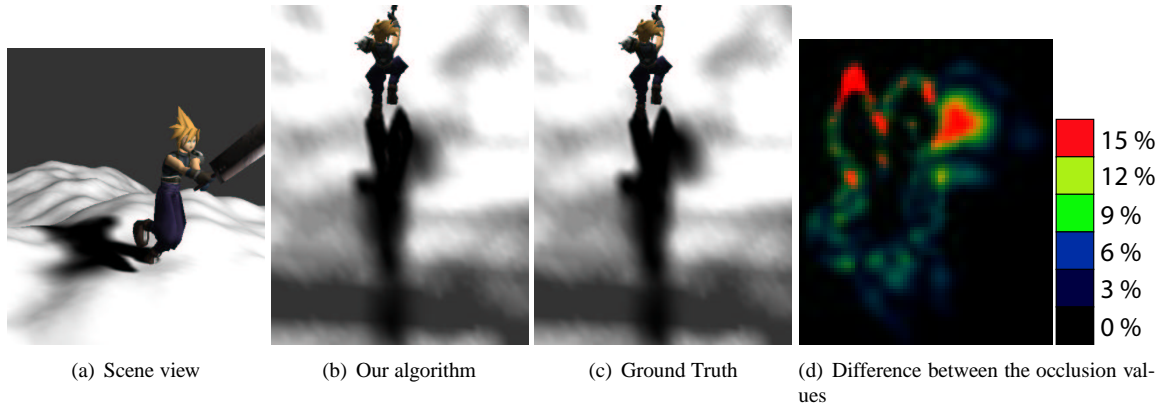 15 %
12 %
9 %
6 %
3 %
0 %
(a) Scene view
(b) Our algorithm
(c) Ground Truth
(d) Difference between the occlusion val-
ues